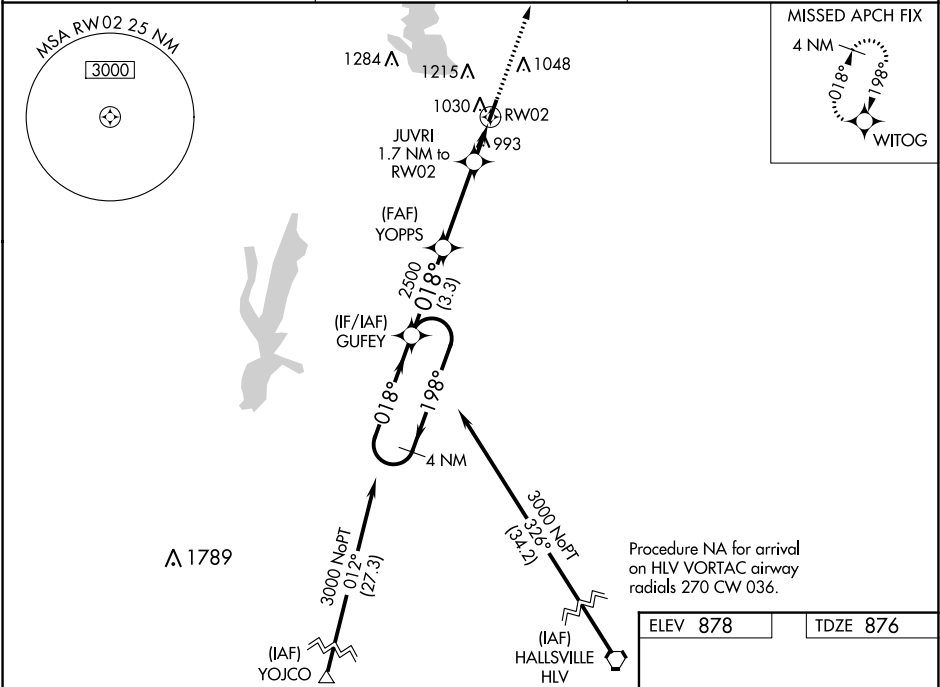 MSA RW02 25 NM
3000
1284
1215
1048
1030
RW02
993
JUVRI
1.7 NM to
RW02
(FAF)
YOPPS
2500
018°
(3.3)
(IF/IAF)
GUFEY
018°
198°
4 NM
1789
3000 NoPT
012°
(27.3)
(IAF)
YOJCO
3000 NoPT
326°
(34.2)
(IAF)
HALLSVILLE
HLV
Procedure NA for arrival
on HLV VORTAC airway
radials 270 CW 036.
MISSED APCH FIX
4 NM
018°
198°
WITOG
ELEV 878
TDZE 876